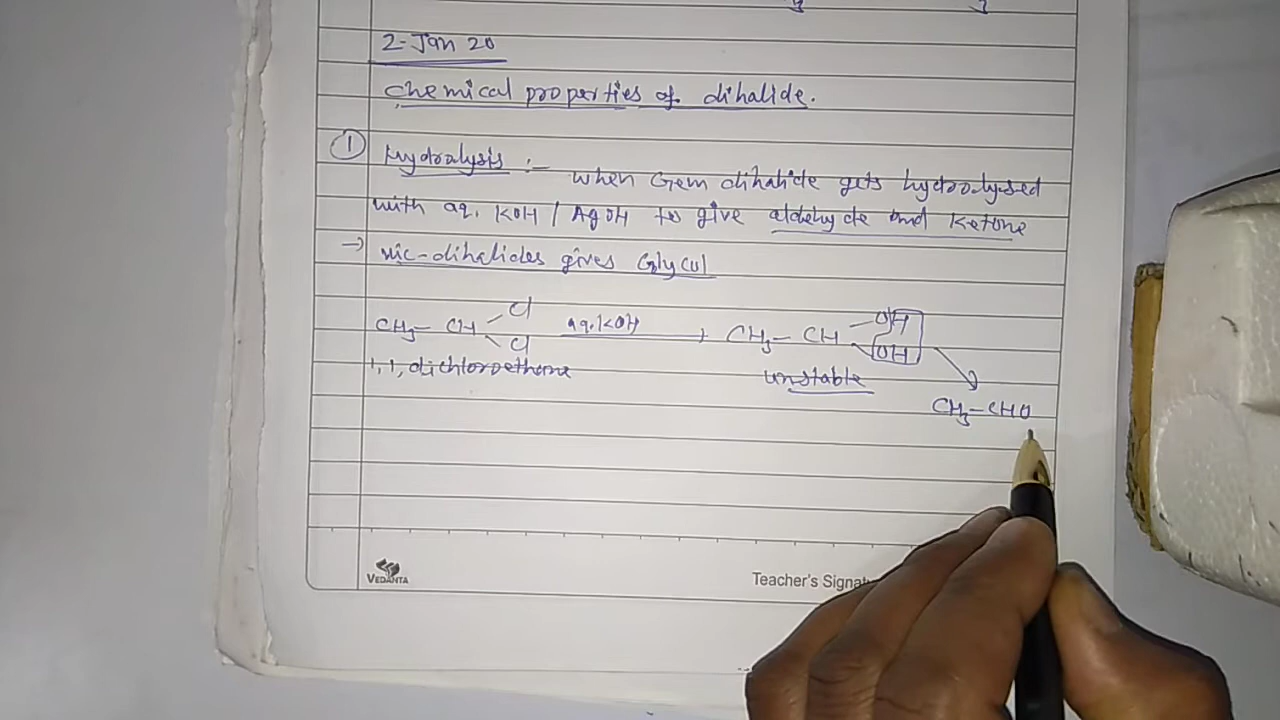 2-Jan 20
Chemical properties of dihalide.
1 Hydrolysis :- When Gem dihalide gets hydrolysed
with aq. KOH / AgOH to give aldehyde and Ketone
→ vic-dihalides gives Glycol
CH3- CH Cl Cl aq.KOH → CH3- CH OH OH
1,1, dichloroethane unstable
CH3-CHO
VEDANTA Teacher's Signat